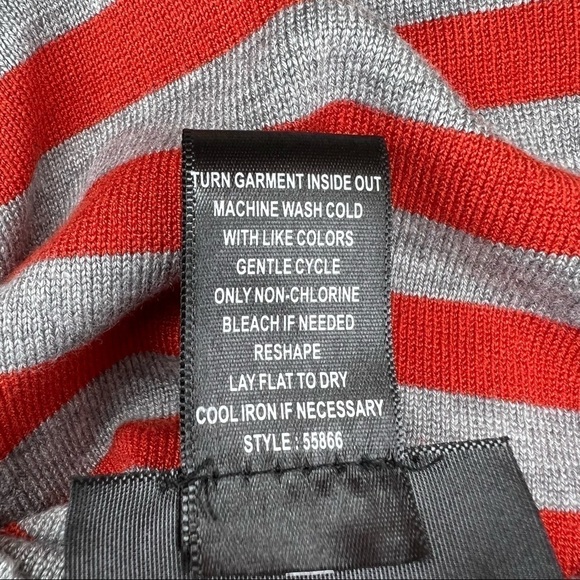 TURN GARMENT INSIDE OUT
MACHINE WASH COLD
WITH LIKE COLORS
GENTLE CYCLE
ONLY NON-CHLORINE
BLEACH IF NEEDED
RESHAPE
LAY FLAT TO DRY
COOL IRON IF NECESSARY
STYLE : 55866